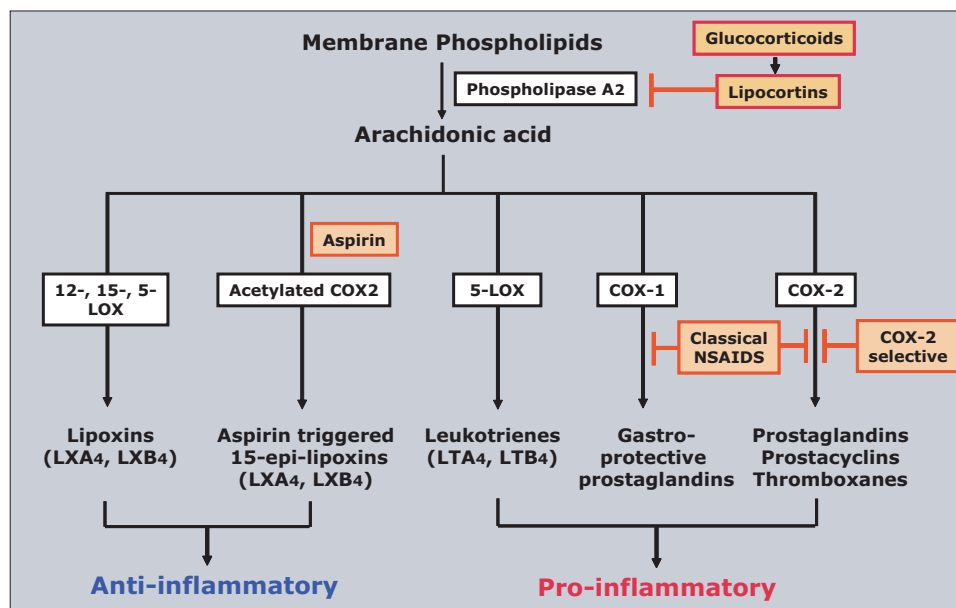 Membrane Phospholipids
Glucocorticoids
Phospholipase A2
Lipocortins
Arachidonic acid
Aspirin
12-, 15-, 5-
LOX
Acetylated COX2
5-LOX
COX-1
COX-2
Classical
NSAIDS
COX-2
selective
Lipoxins
(LXA4, LXB4)
Aspirin triggered
15-epi-lipoxins
(LXA4, LXB4)
Leukotrienes
(LTA4, LTB4)
Gastro-
protective
prostaglandins
Prostaglandins
Prostacyclins
Thromboxanes
Anti-inflammatory
Pro-inflammatory